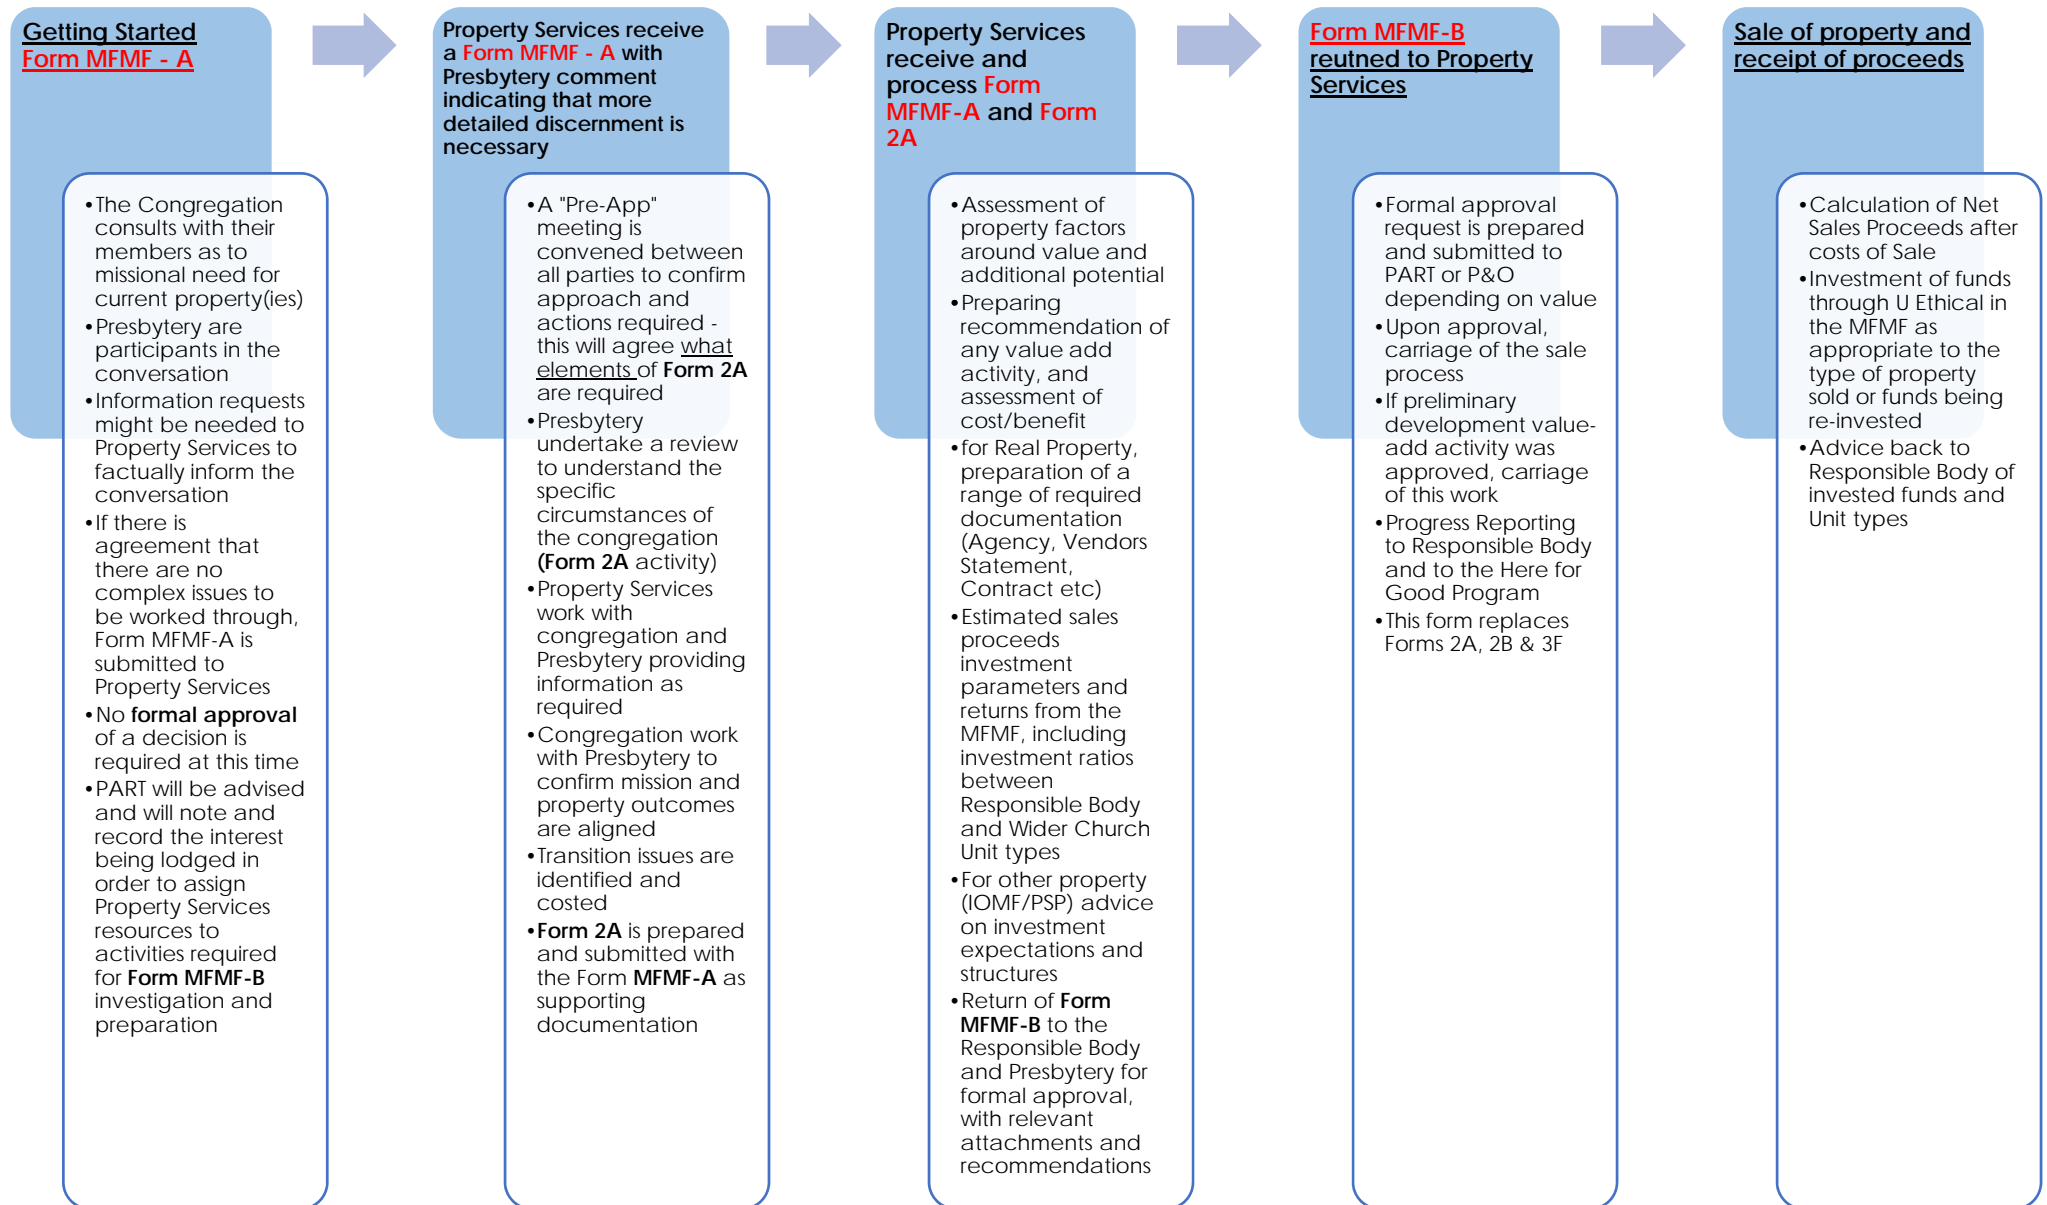 Getting Started
Form MFMF - A
•The Congregation
consults with their
members as to
missional need for
current property(ies)
•Presbytery are
participants in the
conversation
•Information requests
might be needed to
Property Services to
factually inform the
conversation
•If there is
agreement that
there are no
complex issues to
be worked through,
Form MFMF-A is
submitted to
Property Services
•No formal approval
of a decision is
required at this time
•PART will be advised
and will note and
record the interest
being lodged in
order to assign
Property Services
resources to
activities required
for Form MFMF-B
investigation and
preparation
Property Services receive
a Form MFMF - A with
Presbytery comment
indicating that more
detailed discernment is
necessary
•A "Pre-App"
meeting is
convened between
all parties to confirm
approach and
actions required -
this will agree what
elements of Form 2A
are required
•Presbytery
undertake a review
to understand the
specific
circumstances of
the congregation
(Form 2A activity)
•Property Services
work with
congregation and
Presbytery providing
information as
required
•Congregation work
with Presbytery to
confirm mission and
property outcomes
are aligned
•Transition issues are
identified and
costed
•Form 2A is prepared
and submitted with
the Form MFMF-A as
supporting
documentation
Property Services
receive and
process Form
MFMF-A and Form
2A
•Assessment of
property factors
around value and
additional potential
•Preparing
recommendation of
any value add
activity, and
assessment of
cost/benefit
•for Real Property,
preparation of a
range of required
documentation
(Agency, Vendors
Statement,
Contract etc)
•Estimated sales
proceeds
investment
parameters and
returns from the
MFMF, including
investment ratios
between
Responsible Body
and Wider Church
Unit types
•For other property
(IOMF/PSP) advice
on investment
expectations and
structures
•Return of Form
MFMF-B to the
Responsible Body
and Presbytery for
formal approval,
with relevant
attachments and
recommendations
Form MFMF-B
reutned to Property
Services
•Formal approval
request is prepared
and submitted to
PART or P&O
depending on value
•Upon approval,
carriage of the sale
process
•If preliminary
development value-
add activity was
approved, carriage
of this work
•Progress Reporting
to Responsible Body
and to the Here for
Good Program
•This form replaces
Forms 2A, 2B & 3F
Sale of property and
receipt of proceeds
•Calculation of Net
Sales Proceeds after
costs of Sale
•Investment of funds
through U Ethical in
the MFMF as
appropriate to the
type of property
sold or funds being
re-invested
•Advice back to
Responsible Body of
invested funds and
Unit types